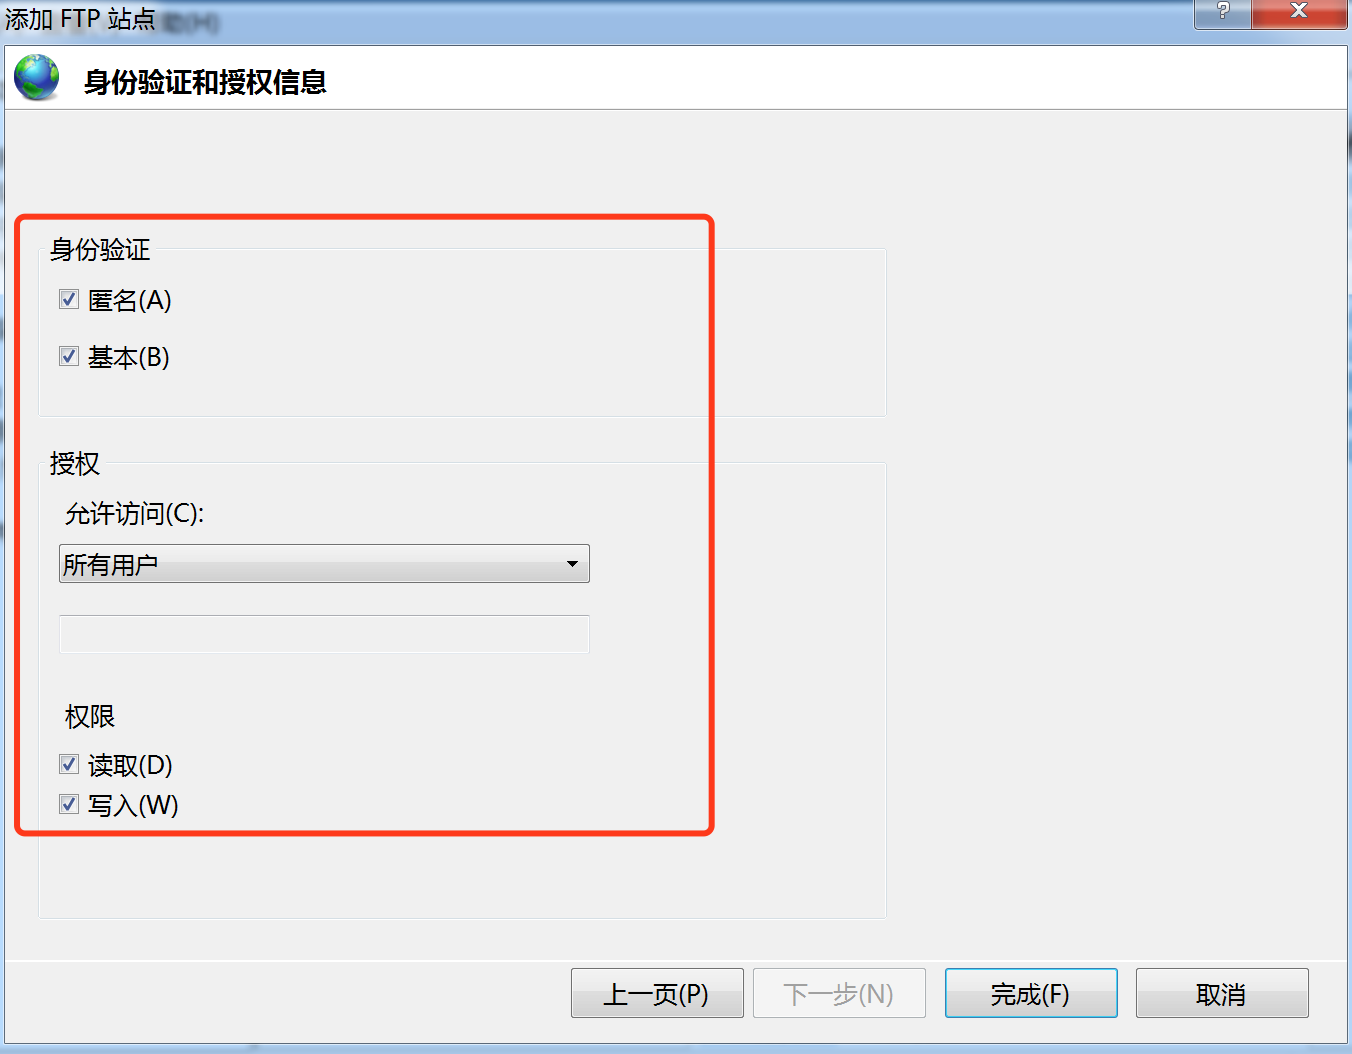 添加 FTP 站点
身份验证和授权信息
身份验证
匿名(A)
基本(B)
授权
允许访问(C):
所有用户
权限
读取(D)
写入(W)
上一页(P)
下一步(N)
完成(F)
取消